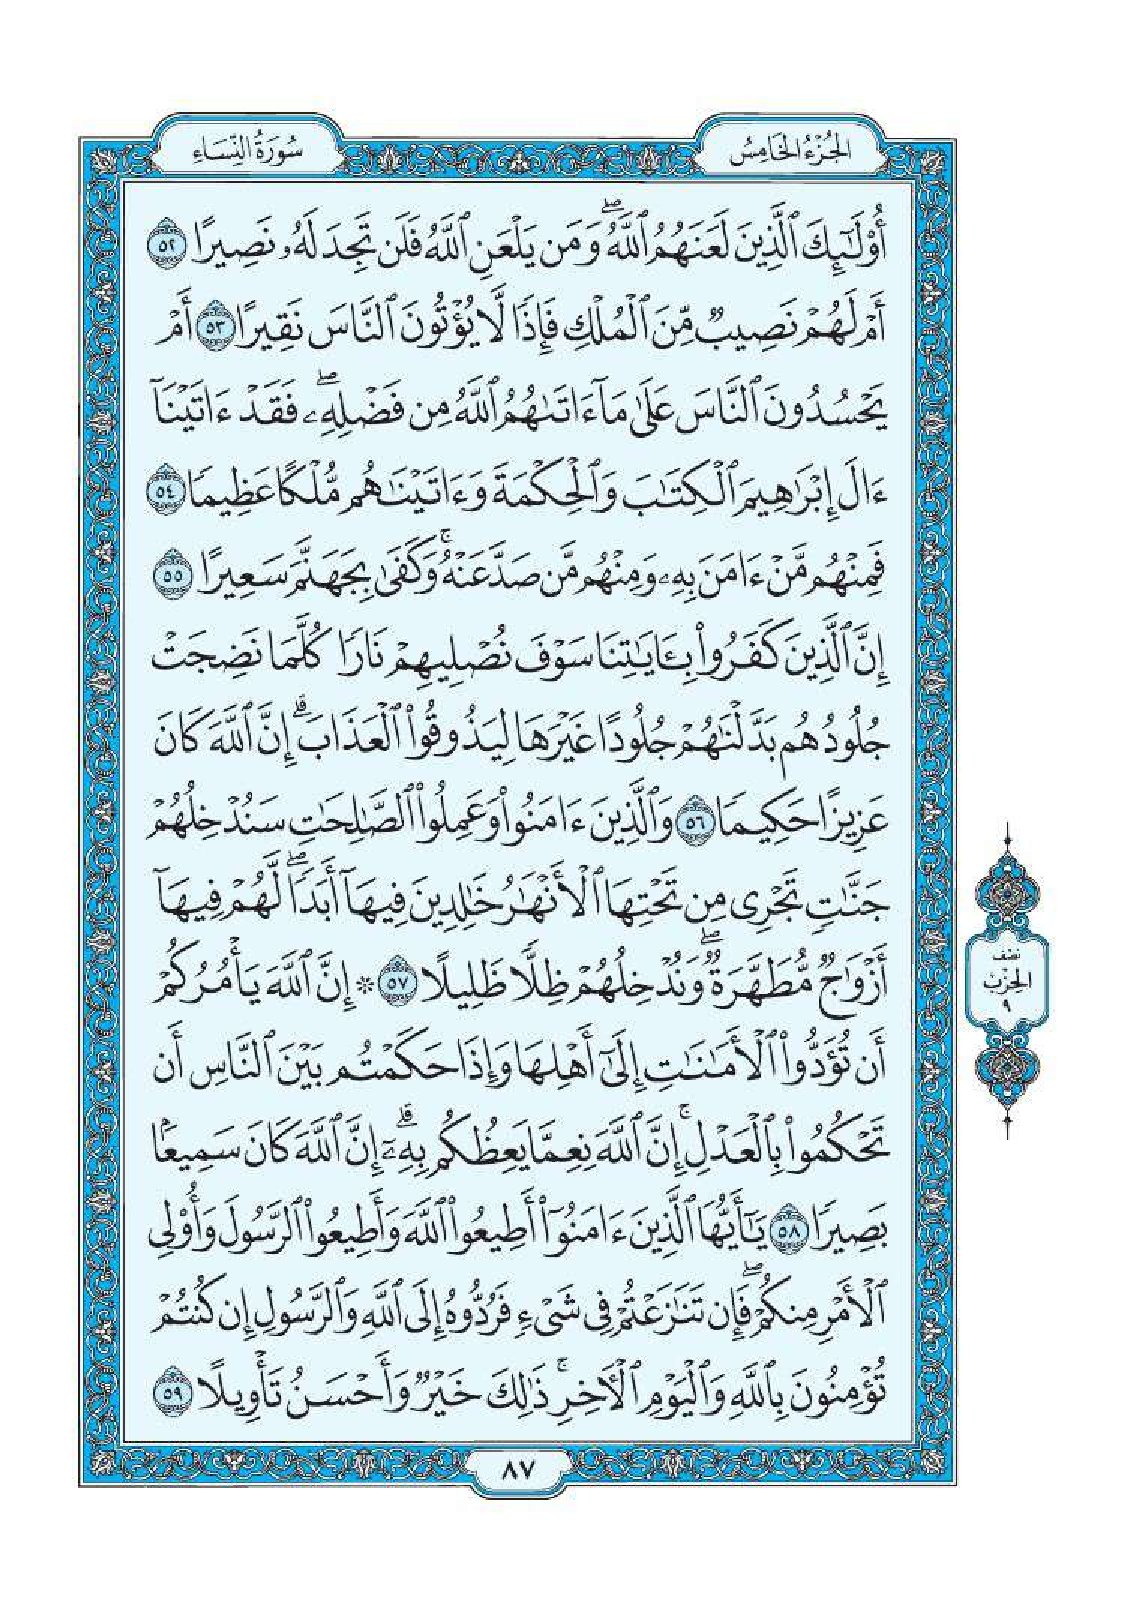 الجُزْءُ الخَامِسُ
سُورَةُ النِّسَاءِ
أُوْلَٰٓئِكَ ٱلَّذِينَ لَعَنَهُمُ ٱللَّهُۖ وَمَن يَلْعَنِ ٱللَّهُ فَلَن تَجِدَ لَهُۥ نَصِيرًا ٥٢
أَمْ لَهُمْ نَصِيبٌ مِّنَ ٱلْمُلْكِ فَإِذًا لَّا يُؤْتُونَ ٱلنَّاسَ نَقِيرًا ٥٣ أَمْ
يَحْسُدُونَ ٱلنَّاسَ عَلَىٰ مَآ ءَاتَىٰهُمُ ٱللَّهُ مِن فَضْلِهِۦۖ فَقَدْ ءَاتَيْنَآ
ءَالَ إِبْرَٰهِيمَ ٱلْكِتَٰبَ وَٱلْحِكْمَةَ وَءَاتَيْنَٰهُم مُّلْكًا عَظِيمًا ٥٤
فَمِنْهُم مَّنْ ءَامَنَ بِهِۦ وَمِنْهُم مَّن صَدَّ عَنْهُۚ وَكَفَىٰ بِجَهَنَّمَ سَعِيرًا ٥٥
إِنَّ ٱلَّذِينَ كَفَرُواْ بِـَٔايَٰتِنَا سَوْفَ نُصْلِيهِمْ نَارًا كُلَّمَا نَضِجَتْ
جُلُودُهُم بَدَّلْنَٰهُمْ جُلُودًا غَيْرَهَا لِيَذُوقُواْ ٱلْعَذَابَۗ إِنَّ ٱللَّهَ كَانَ
عَزِيزًا حَكِيمًا ٥٦ وَٱلَّذِينَ ءَامَنُواْ وَعَمِلُواْ ٱلصَّٰلِحَٰتِ سَنُدْخِلُهُمْ
جَنَّٰتٍ تَجْرِى مِن تَحْتِهَا ٱلْأَنْهَٰرُ خَٰلِدِينَ فِيهَآ أَبَدًاۖ لَّهُمْ فِيهَآ
أَزْوَٰجٌ مُّطَهَّرَةٌۖ وَنُدْخِلُهُمْ ظِلًّا ظَلِيلًا ٥٧ ۞ إِنَّ ٱللَّهَ يَأْمُرُكُمْ
أَن تُؤَدُّواْ ٱلْأَمَٰنَٰتِ إِلَىٰٓ أَهْلِهَا وَإِذَا حَكَمْتُم بَيْنَ ٱلنَّاسِ أَن
تَحْكُمُواْ بِٱلْعَدْلِۚ إِنَّ ٱللَّهَ نِعِمَّا يَعِظُكُم بِهِۦٓۗ إِنَّ ٱللَّهَ كَانَ سَمِيعًۢا
بَصِيرًا ٥٨ يَٰٓأَيُّهَا ٱلَّذِينَ ءَامَنُوٓاْ أَطِيعُواْ ٱللَّهَ وَأَطِيعُواْ ٱلرَّسُولَ وَأُوْلِى
ٱلْأَمْرِ مِنكُمْۖ فَإِن تَنَٰزَعْتُمْ فِى شَىْءٍ فَرُدُّوهُ إِلَى ٱللَّهِ وَٱلرَّسُولِ إِن كُنتُمْ
تُؤْمِنُونَ بِٱللَّهِ وَٱلْيَوْمِ ٱلْأَخِرِۚ ذَٰلِكَ خَيْرٌ وَأَحْسَنُ تَأْوِيلًا ٥٩
نصف
الحزب
٩
٨٧